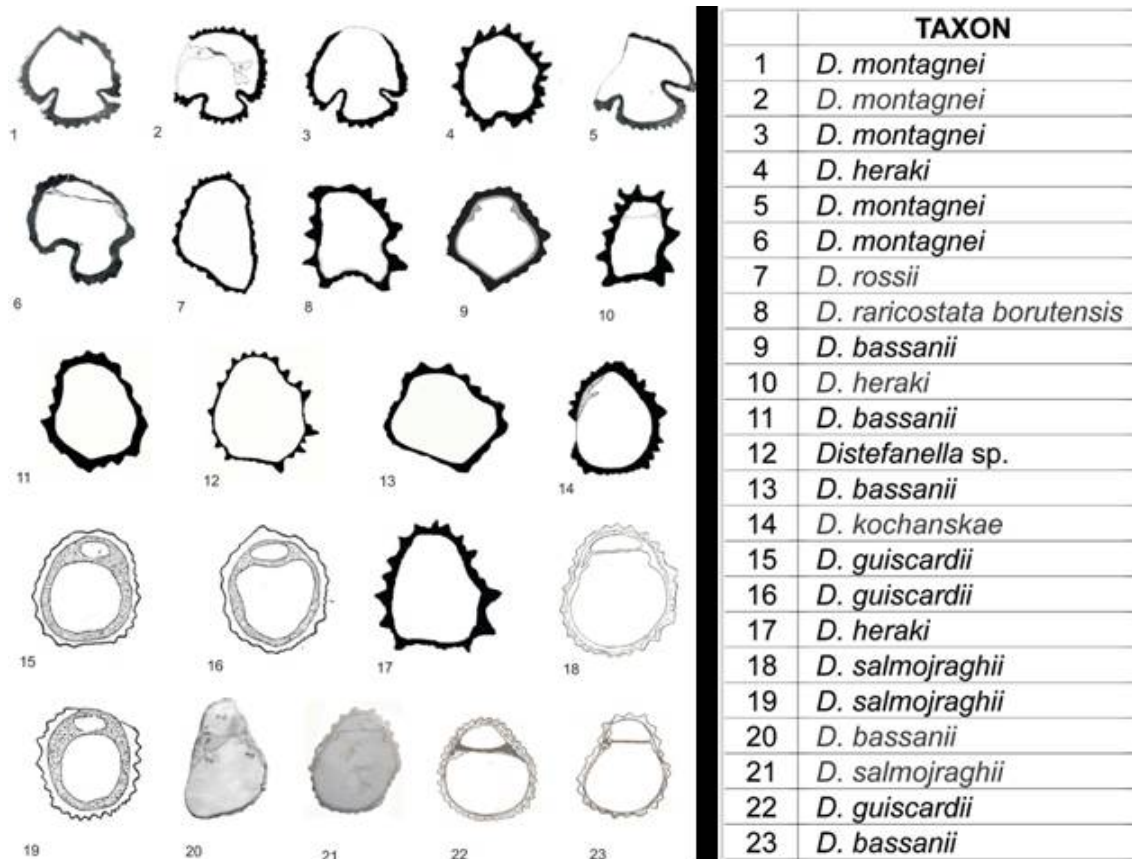 1 2 3 4 5
6 7 8 9 10
11 12 13 14
15 16 17 18
19 20 21 22 23
TAXON
1 D. montagnei
2 D. montagnei
3 D. montagnei
4 D. heraki
5 D. montagnei
6 D. montagnei
7 D. rossii
8 D. raricostata borutensis
9 D. bassanii
10 D. heraki
11 D. bassanii
12 Distefanella sp.
13 D. bassanii
14 D. kochanskae
15 D. guiscardii
16 D. guiscardii
17 D. heraki
18 D. salmojraghii
19 D. salmojraghii
20 D. bassanii
21 D. salmojraghii
22 D. guiscardii
23 D. bassanii